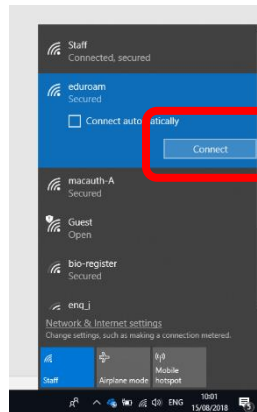 Staff
Connected, secured
eduroam
Secured
Connect automatically
Connect
macauth-A
Secured
Guest
Open
bio-register
Secured
enq_i
Network & Internet settings
Change settings, such as making a connection metered.
Staff
Airplane mode
Mobile
hotspot
ENG
10:01
15/08/2018